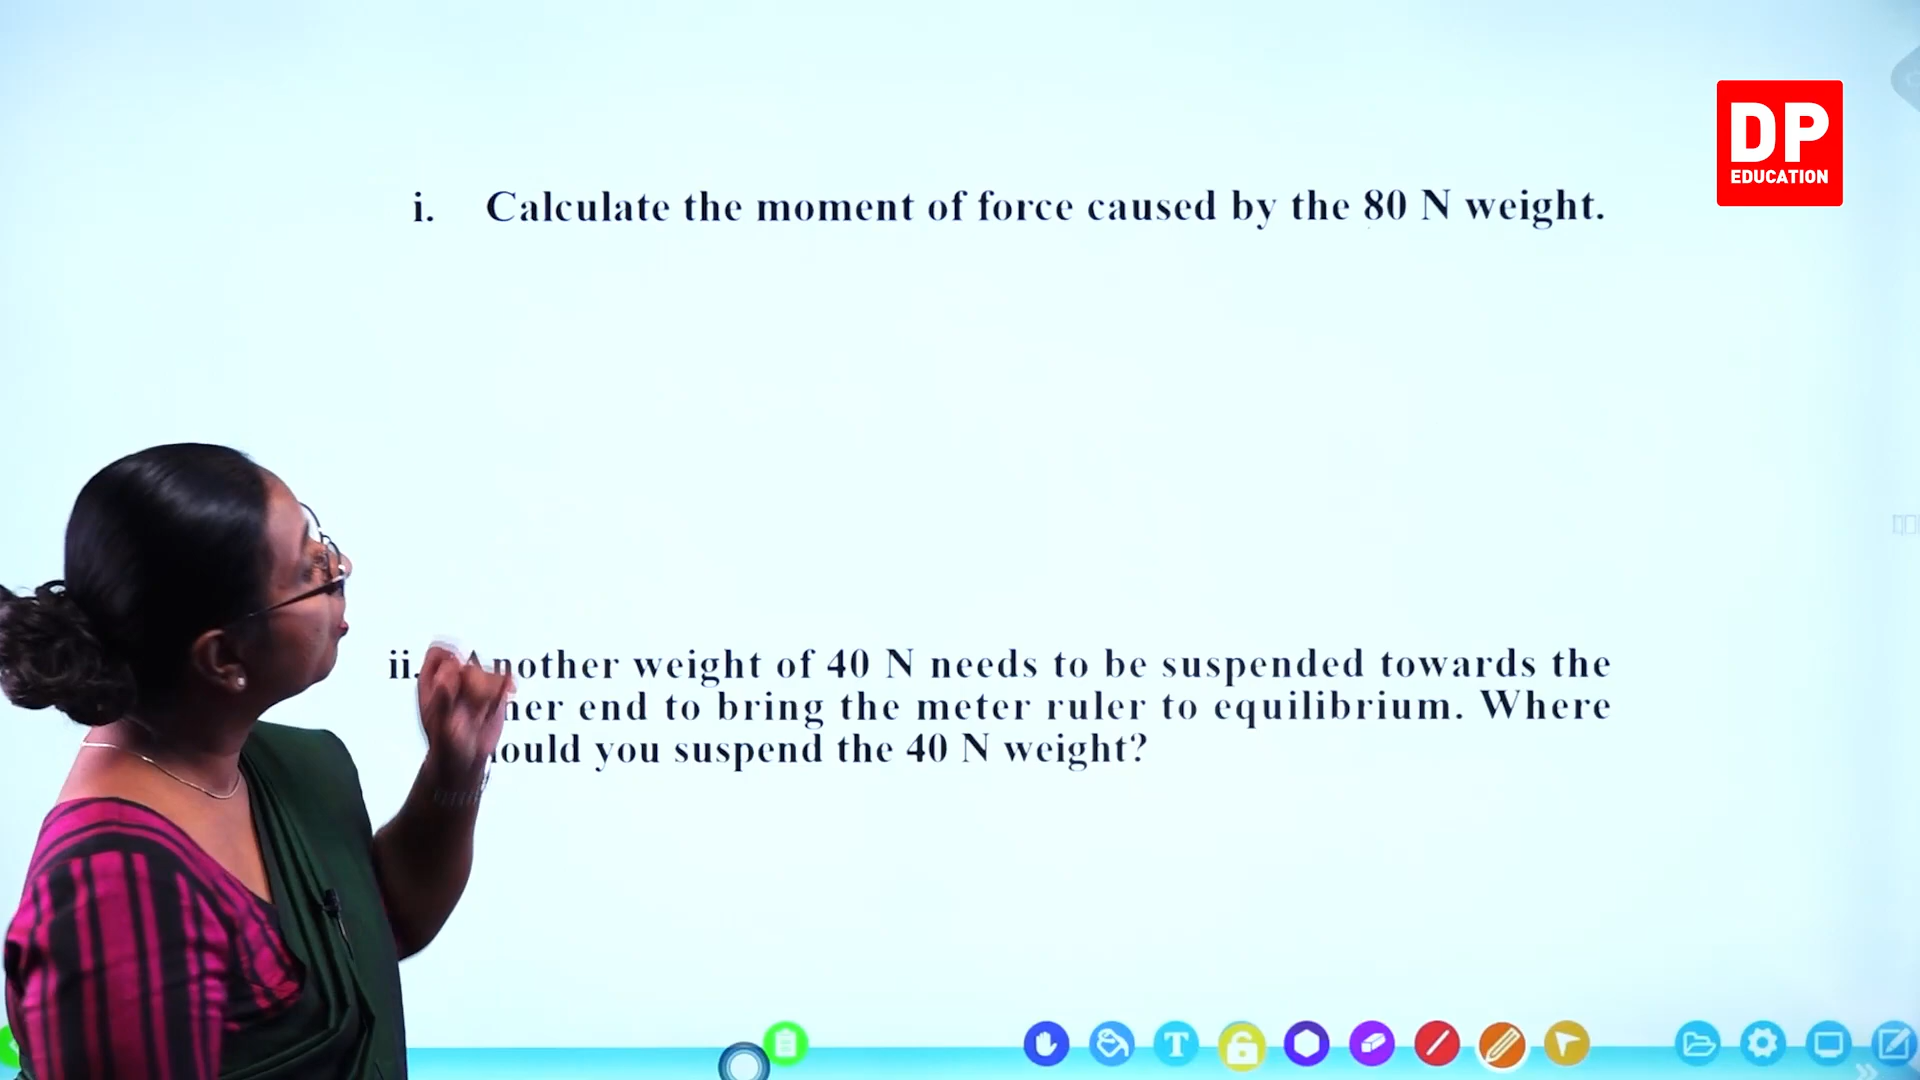 DP
EDUCATION
i. Calculate the moment of force caused by the 80 N weight.
ii. Another weight of 40 N needs to be suspended towards the
her end to bring the meter ruler to equilibrium. Where
ould you suspend the 40 N weight?
T